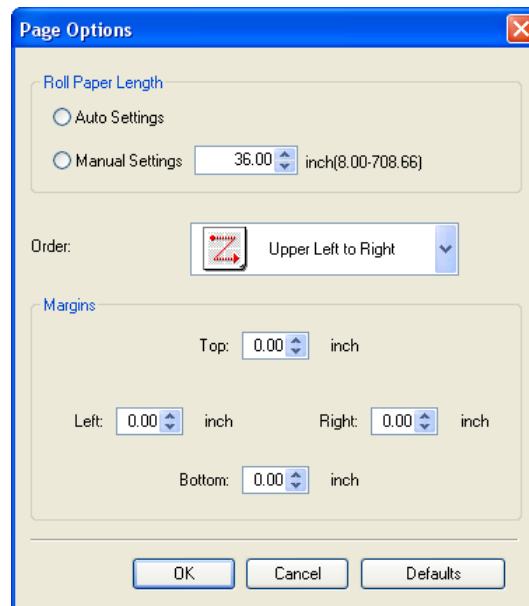 Page Options
Roll Paper Length
Auto Settings
Manual Settings 36.00 inch(8.00-708.66)
Order: Upper Left to Right
Margins
Top: 0.00 inch
Left: 0.00 inch Right: 0.00 inch
Bottom: 0.00 inch
OK Cancel Defaults